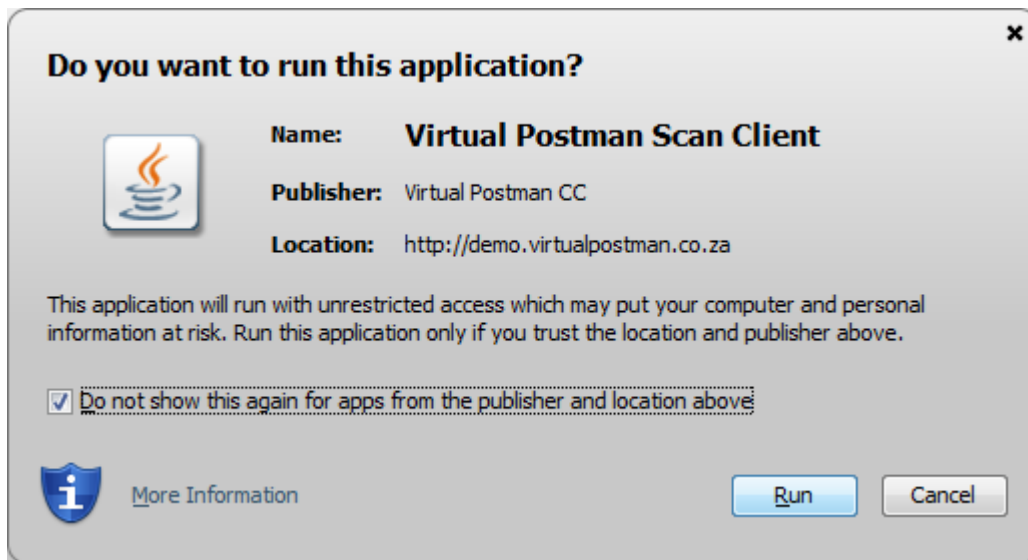 Do you want to run this application?
Name: Virtual Postman Scan Client
Publisher: Virtual Postman CC
Location: http://demo.virtualpostman.co.za
This application will run with unrestricted access which may put your computer and personal
information at risk. Run this application only if you trust the location and publisher above.
Do not show this again for apps from the publisher and location above
More Information
Run
Cancel